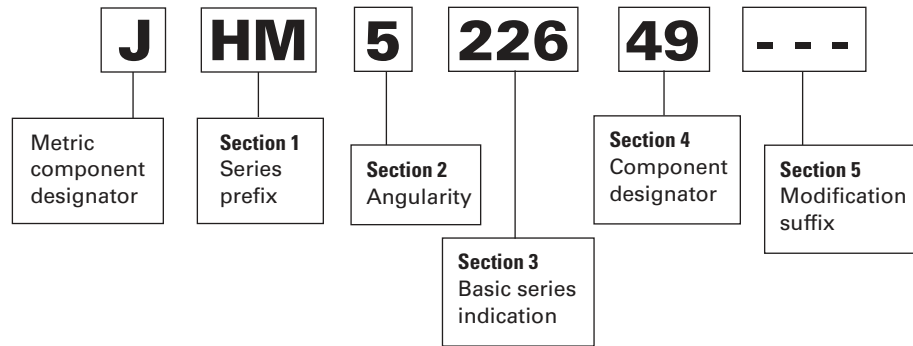 J HM 5 226 49 - - -
Metric
component
designator
Section 1
Series
prefix
Section 2
Angularity
Section 3
Basic series
indication
Section 4
Component
designator
Section 5
Modification
suffix